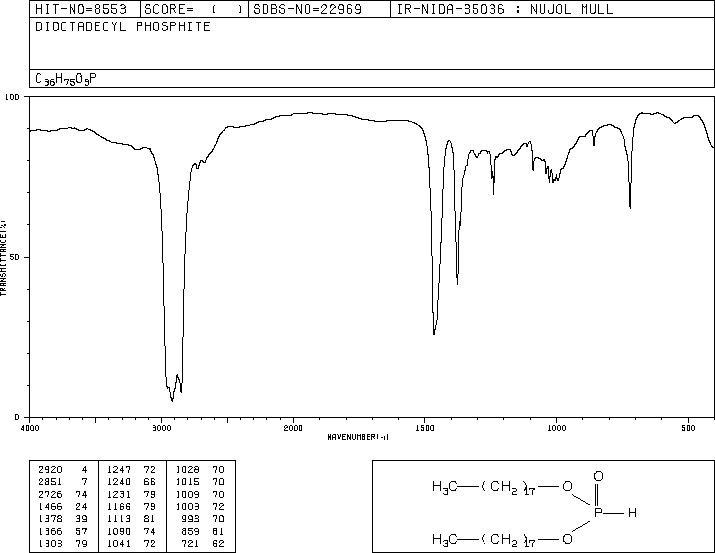 HIT-NO=8553 SCORE= ( ) SDBS-NO=22969 IR-NIDA-35036 : NUJOL MULL
DIOCTADECYL PHOSPHITE
C36H75O3P
100
50
0
TRANSMITTANCE(%)
4000 3000 2000 1500 1000 500
WAVENUMBER(-1)
2920 4 1247 72 1028 70
2851 7 1240 66 1015 70
2726 74 1231 79 1009 70
1466 24 1166 79 1003 72
1378 39 1113 81 993 70
1366 57 1090 74 859 81
1303 79 1041 72 721 62
O
H3C—(CH2)17—O
P—H
H3C—(CH2)17—O